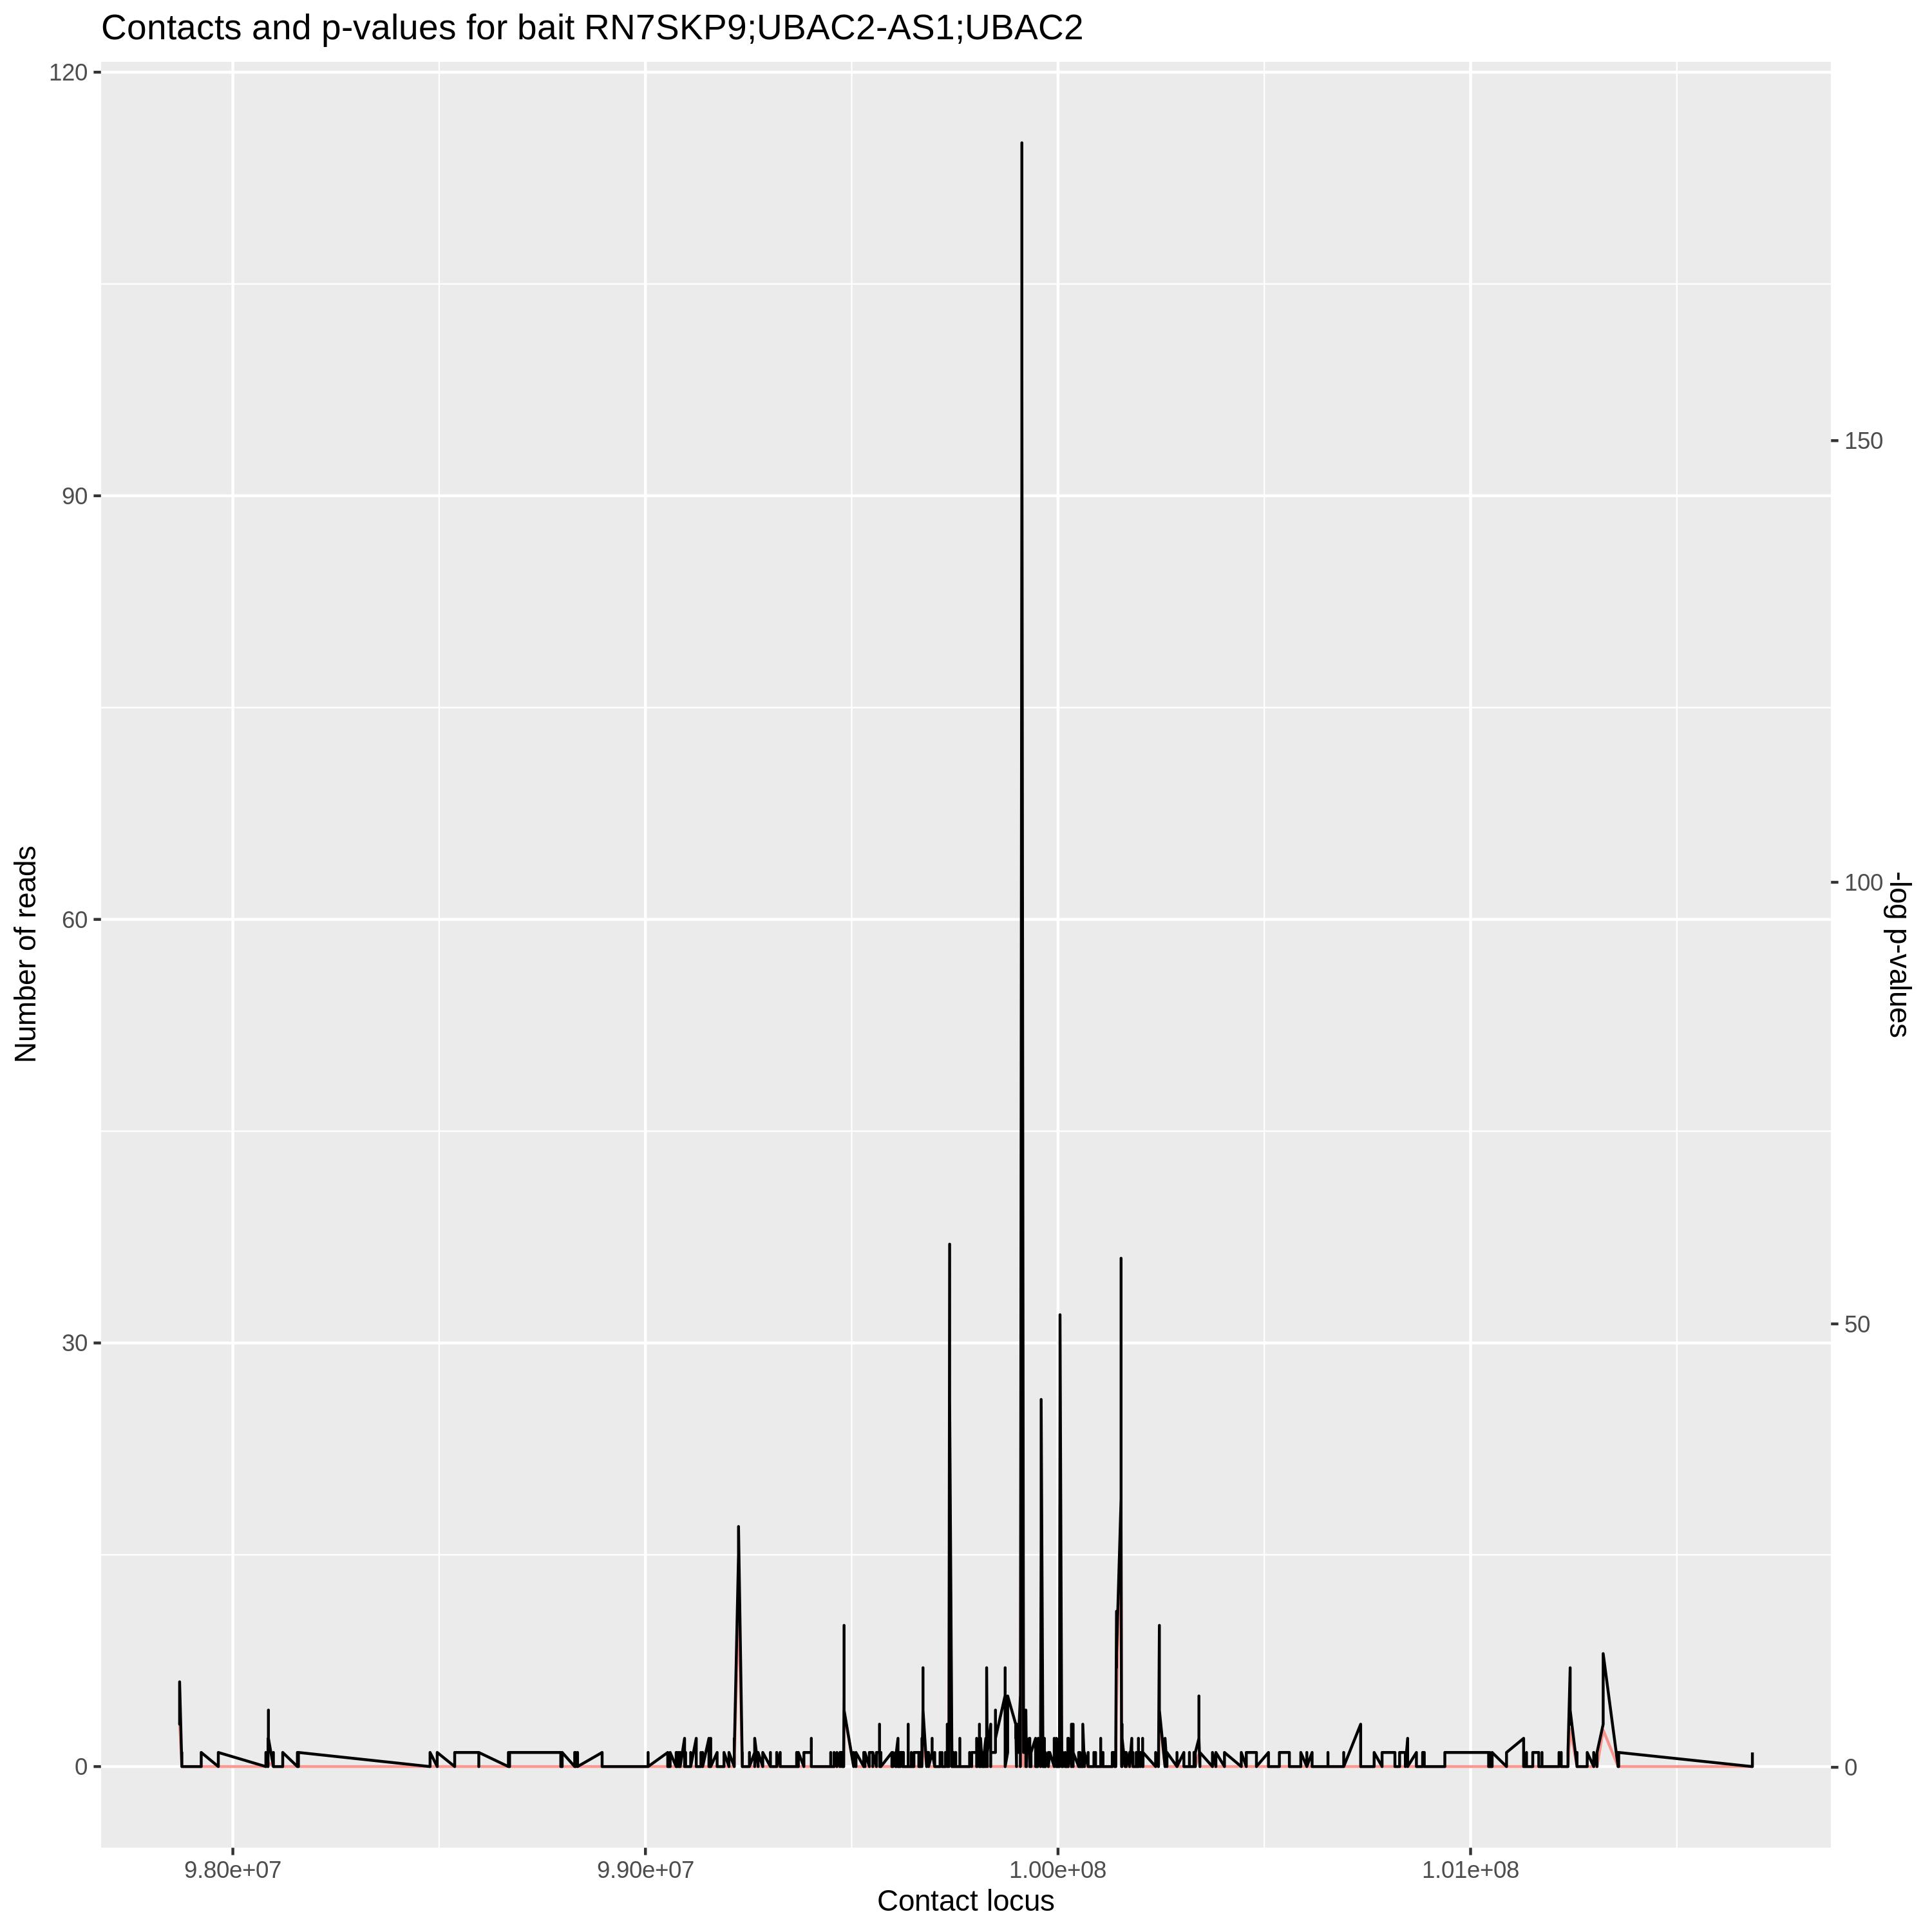 Contacts and p-values for bait RN7SKP9;UBAC2-AS1;UBAC2
120
90
60
30
0
150
100
50
0
Number of reads
-log p-values
9.80e+07 9.90e+07 1.00e+08 1.01e+08
Contact locus